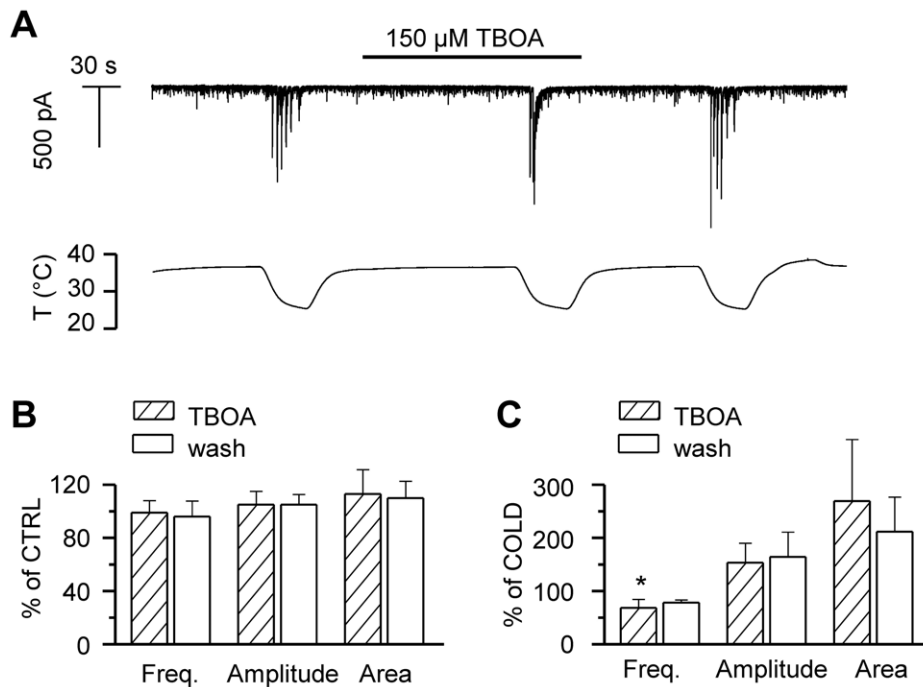 A
150 µM TBOA
30 s
500 pA
T (°C)
40
30
20
B
TBOA
wash
% of CTRL
120
80
40
0
Freq. Amplitude Area
C
TBOA
wash
% of COLD
300
200
100
0
*
Freq. Amplitude Area